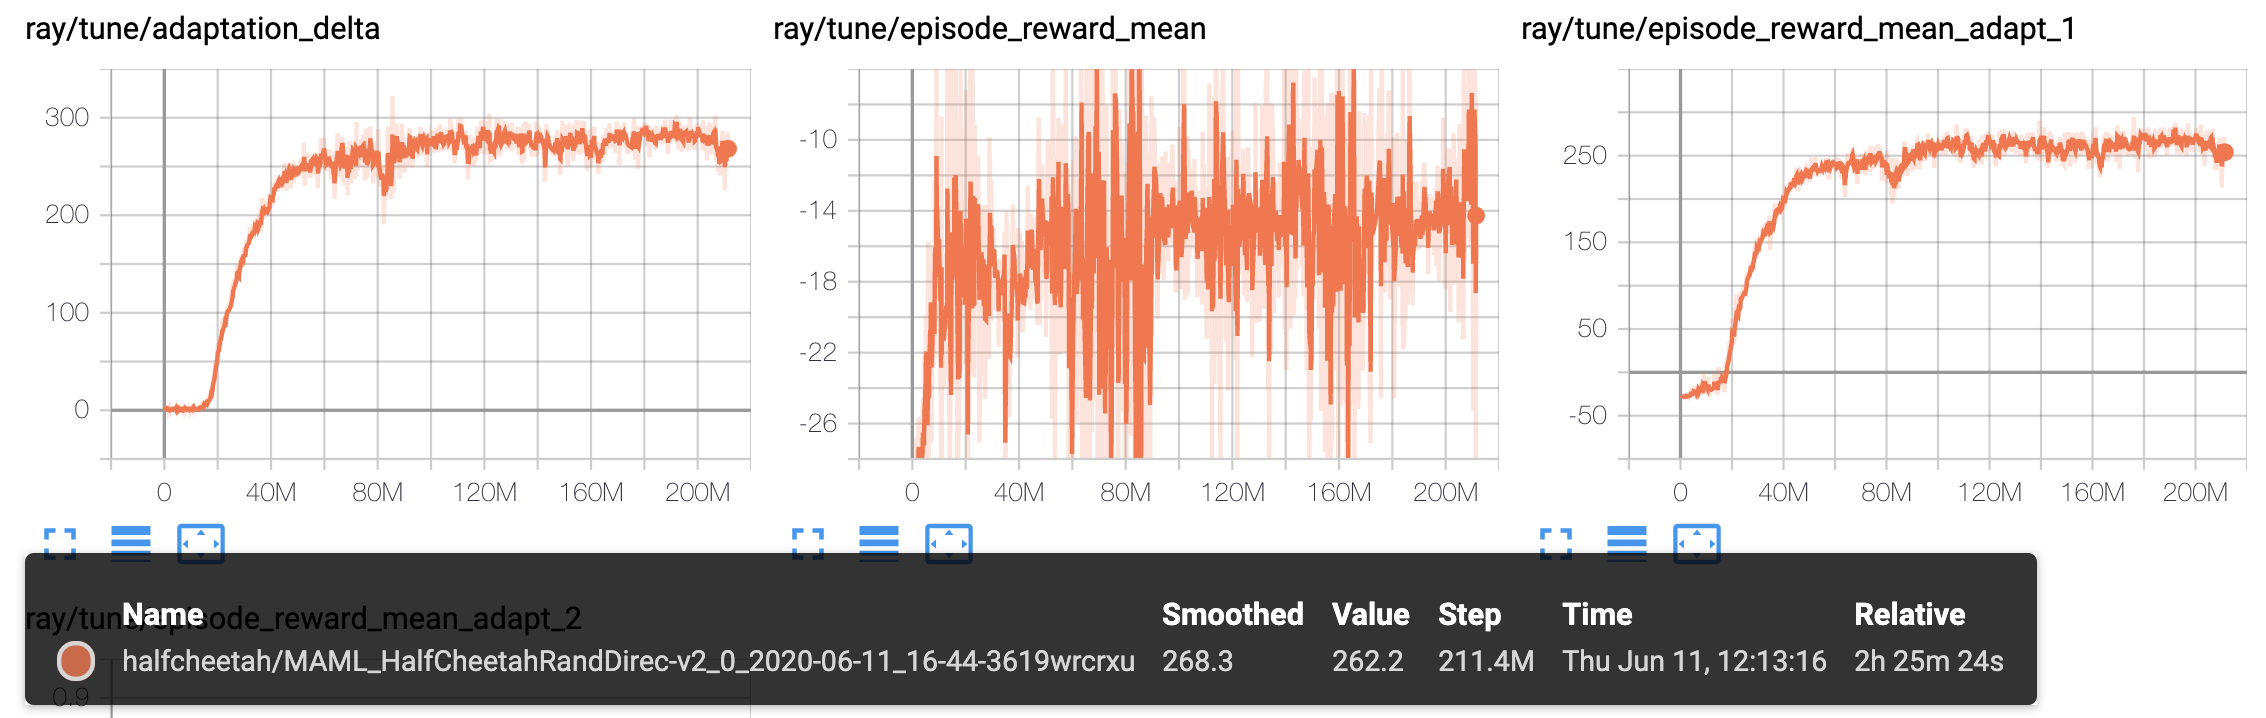 ray/tune/adaptation_delta
300
200
100
0
0 40M 80M 120M 160M 200M
ray/tune/episode_reward_mean
-10
-14
-18
-22
-26
0 40M 80M 120M 160M 200M
ray/tune/episode_reward_mean_adapt_1
250
150
50
-50
0 40M 80M 120M 160M 200M
ray/tune/episode_reward_mean_adapt_2
0.9
Name Smoothed Value Step Time Relative
halfcheetah/MAML_HalfCheetahRandDirec-v2_0_2020-06-11_16-44-3619wrcrxu 268.3 262.2 211.4M Thu Jun 11, 12:13:16 2h 25m 24s